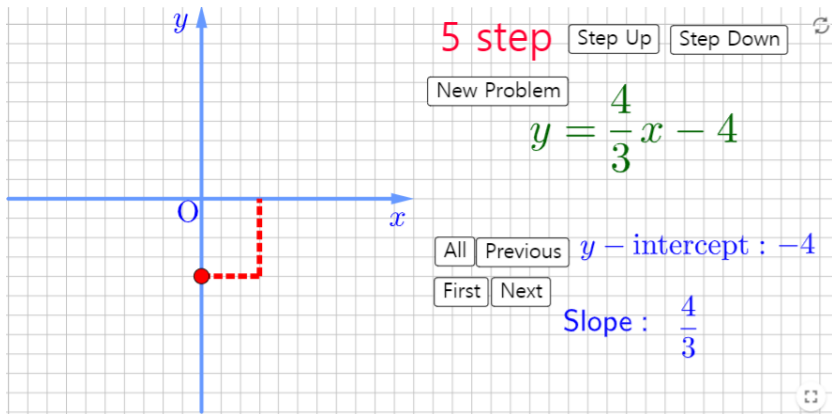 y
5 step Step Up Step Down
New Problem
y = 4/3 x − 4
O
x
All Previous y − intercept : −4
First Next
Slope : 4/3